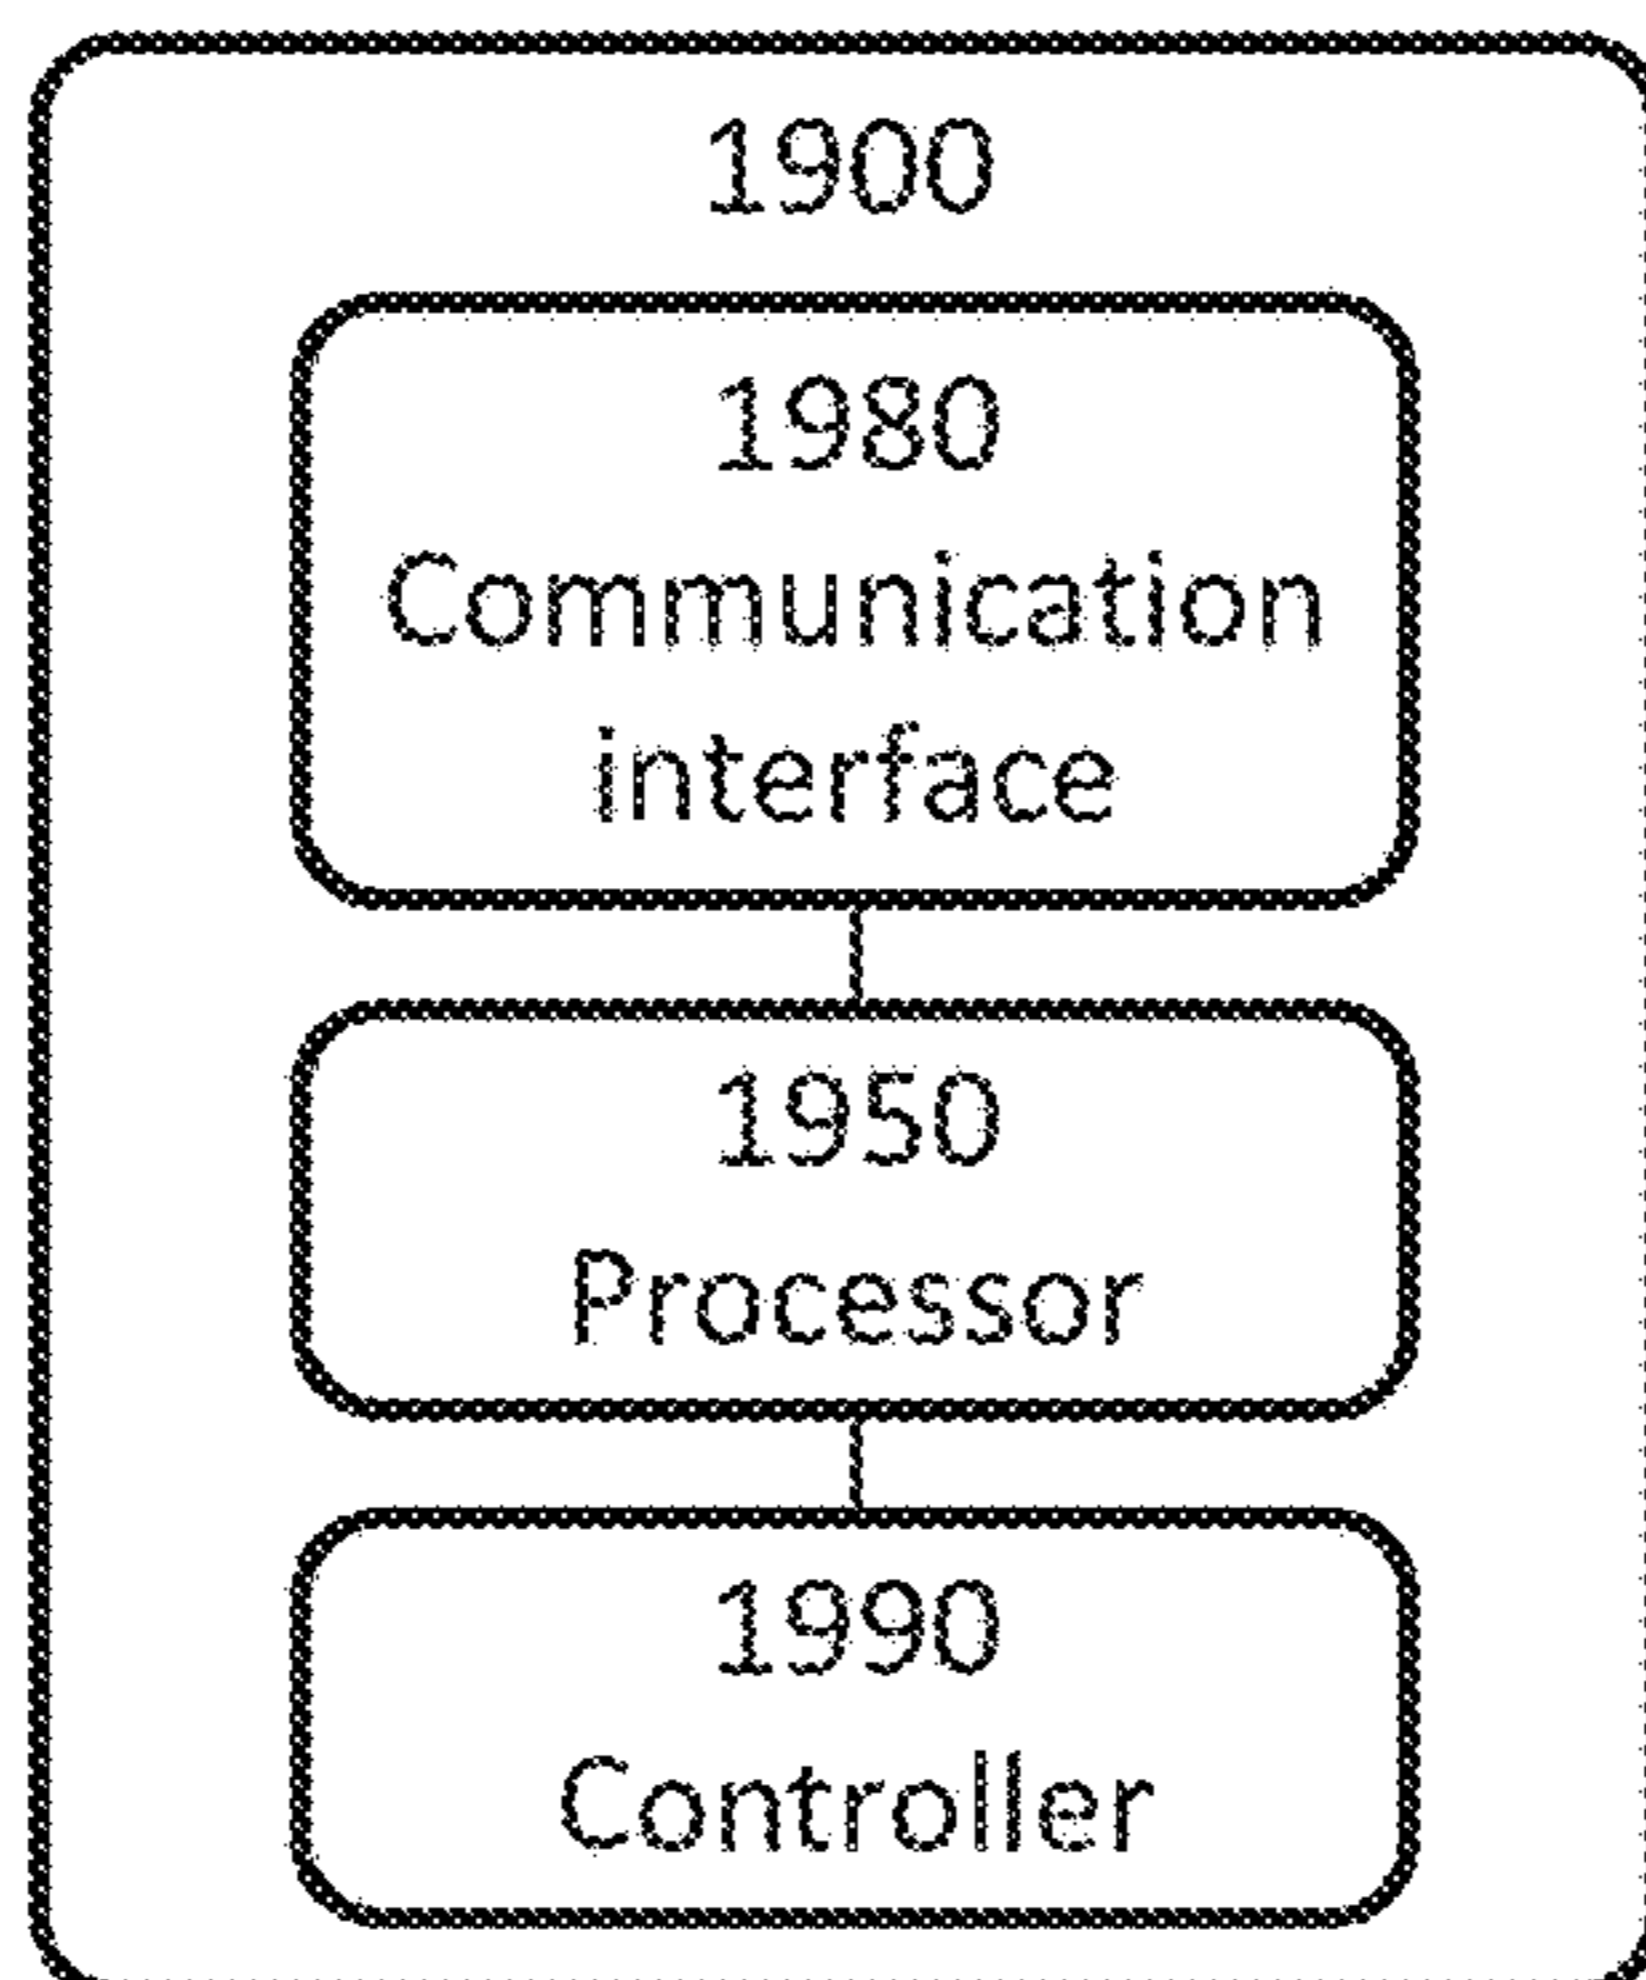 1900
1980
Communication
interface
1950
Processor
1990
Controller